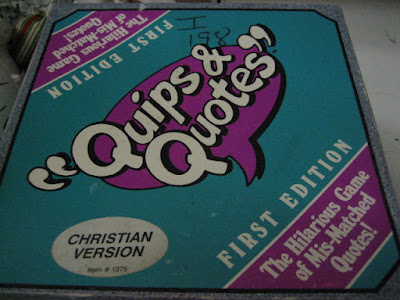 The Hilarious Game
of Mis-Matched
Quotes!
FIRST EDITION
I
198
“Quips &
Quotes”
FIRST EDITION
The Hilarious Game
of Mis-Matched
Quotes!
CHRISTIAN
VERSION
Item # 1375